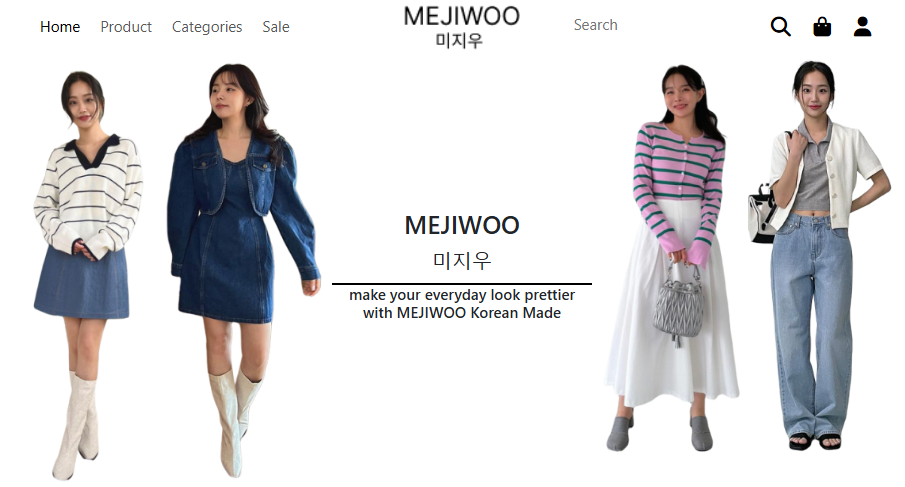 Home Product Categories Sale
MEJIWOO
미지우
Search
MEJIWOO
미지우
make your everyday look prettier
with MEJIWOO Korean Made